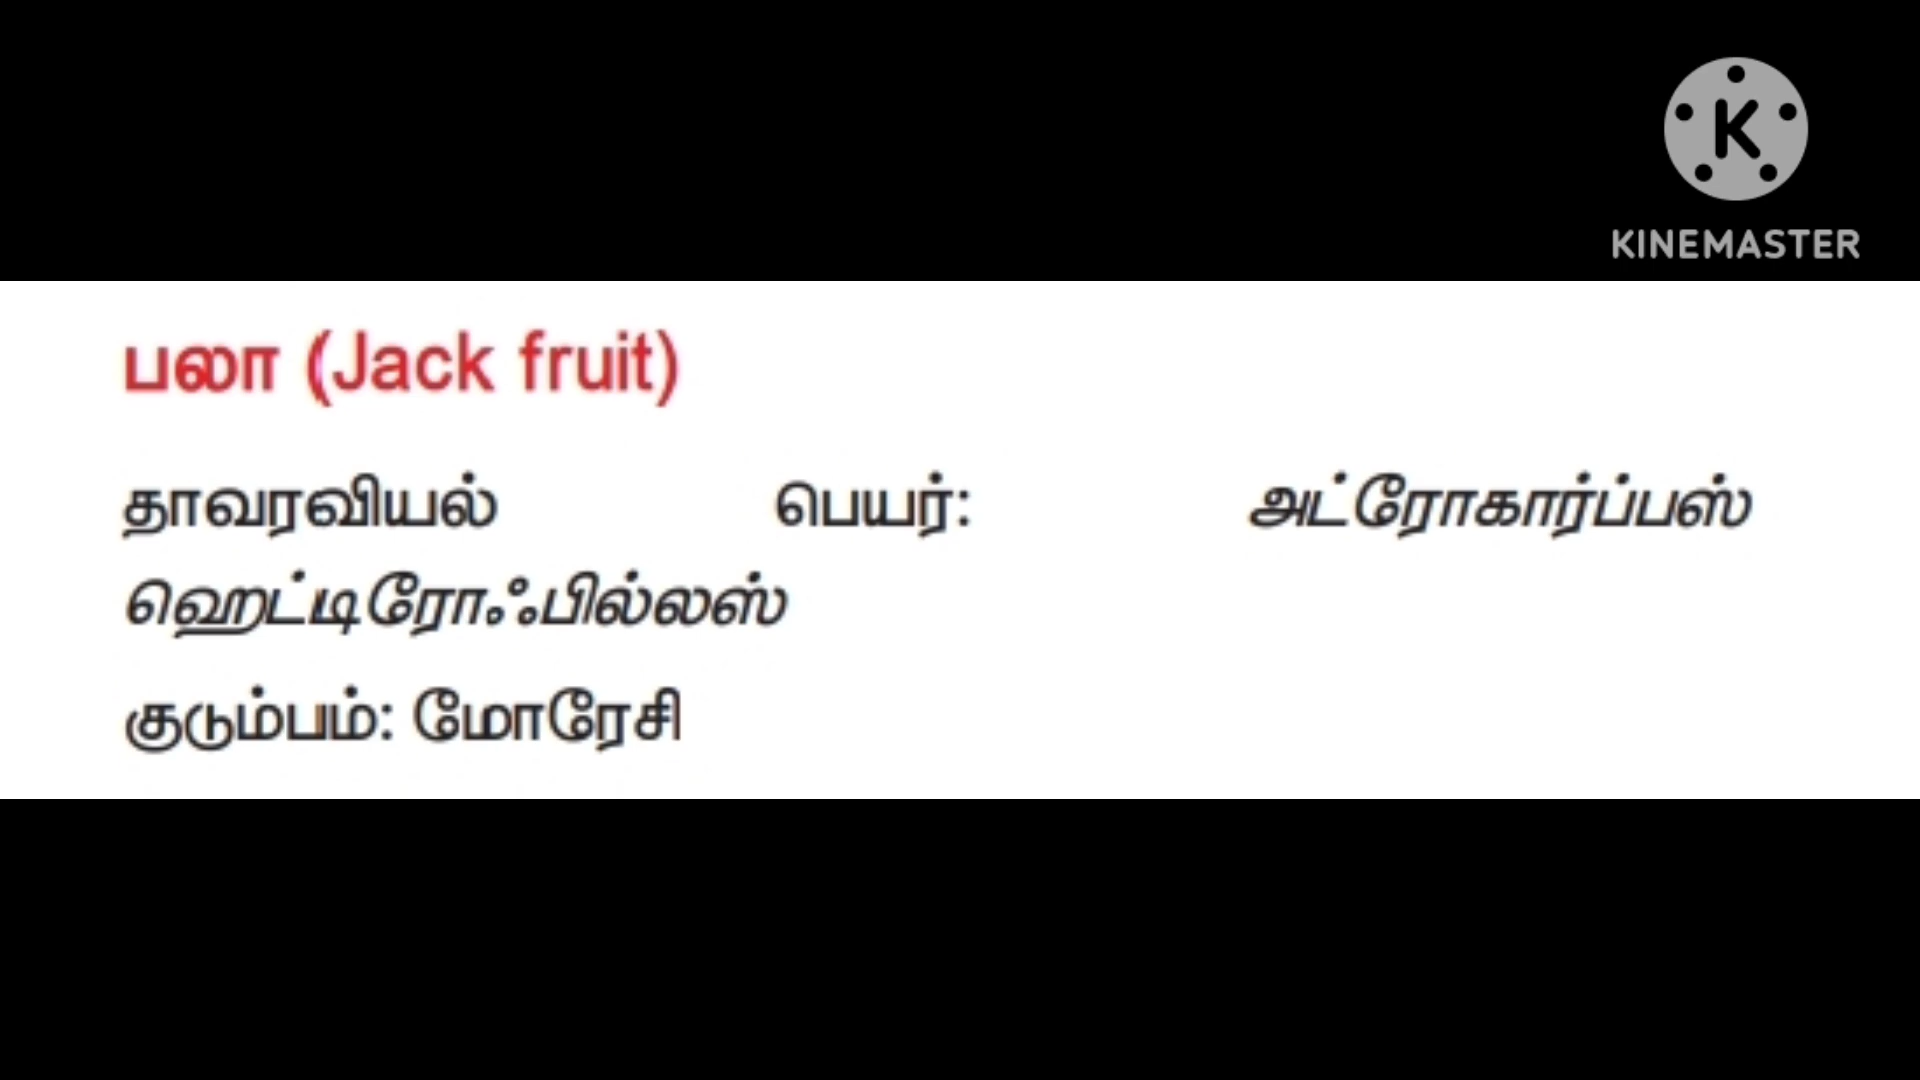 K
KINEMASTER
பலா (Jack fruit)
தாவரவியல் பெயர்: அட்ரோகார்ப்பஸ்
ஹெட்டிரோஃபில்லஸ்
குடும்பம்: மோரேசி